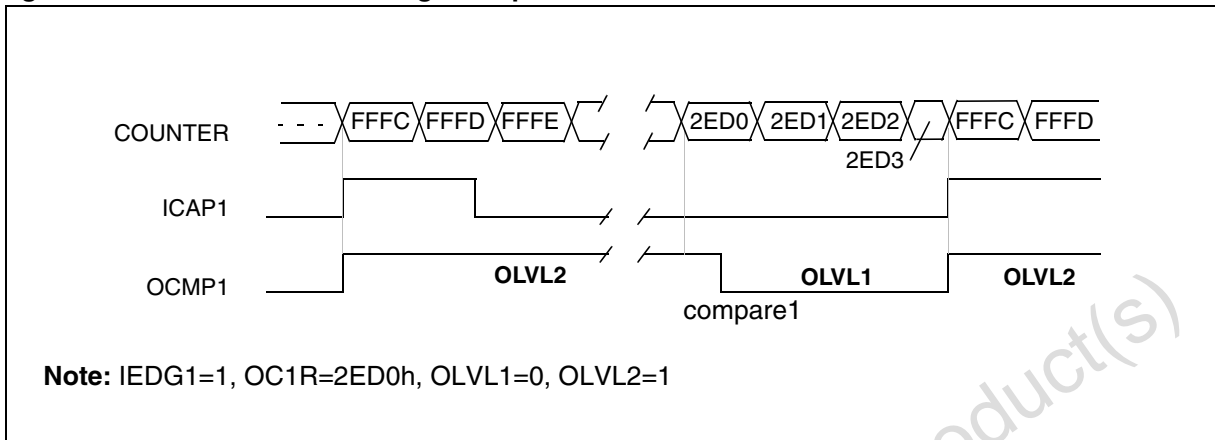 COUNTER - - - FFFC FFFD FFFE 2ED0 2ED1 2ED2 FFFC FFFD
2ED3
ICAP1
OCMP1 OLVL2 OLVL1 OLVL2
compare1
Note: IEDG1=1, OC1R=2ED0h, OLVL1=0, OLVL2=1